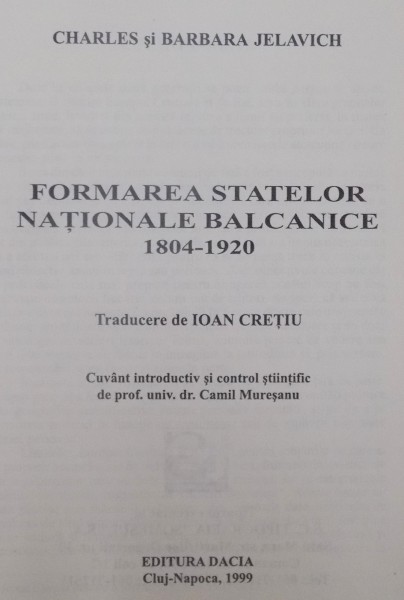 CHARLES și BARBARA JELAVICH
FORMAREA STATELOR
NAȚIONALE BALCANICE
1804-1920
Traducere de IOAN CREȚIU
Cuvânt introductiv și control științific
de prof. univ. dr. Camil Mureșanu
EDITURA DACIA
Cluj-Napoca, 1999